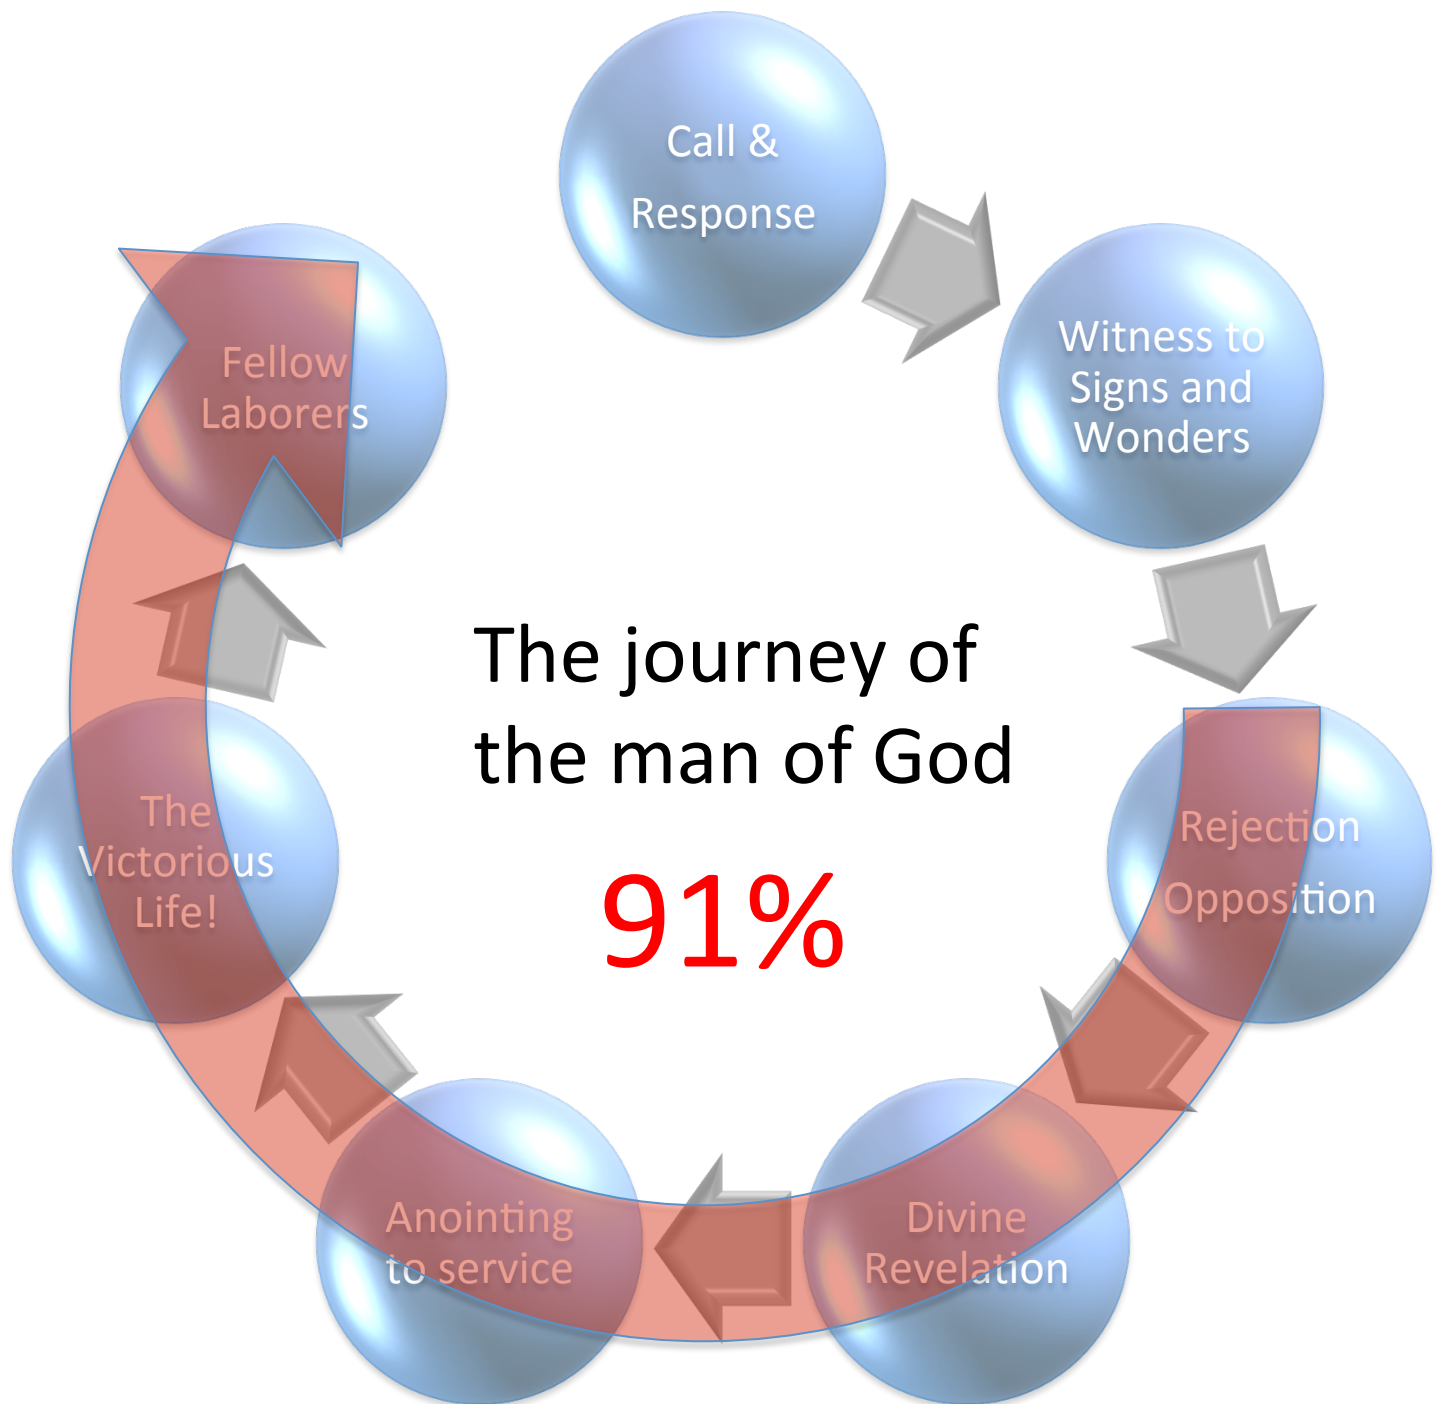 Call &
Response
Witness to
Signs and
Wonders
Rejection
Opposition
Divine
Revelation
Anointing
to service
The
Victorious
Life!
Fellow
Laborers
The journey of
the man of God
91%